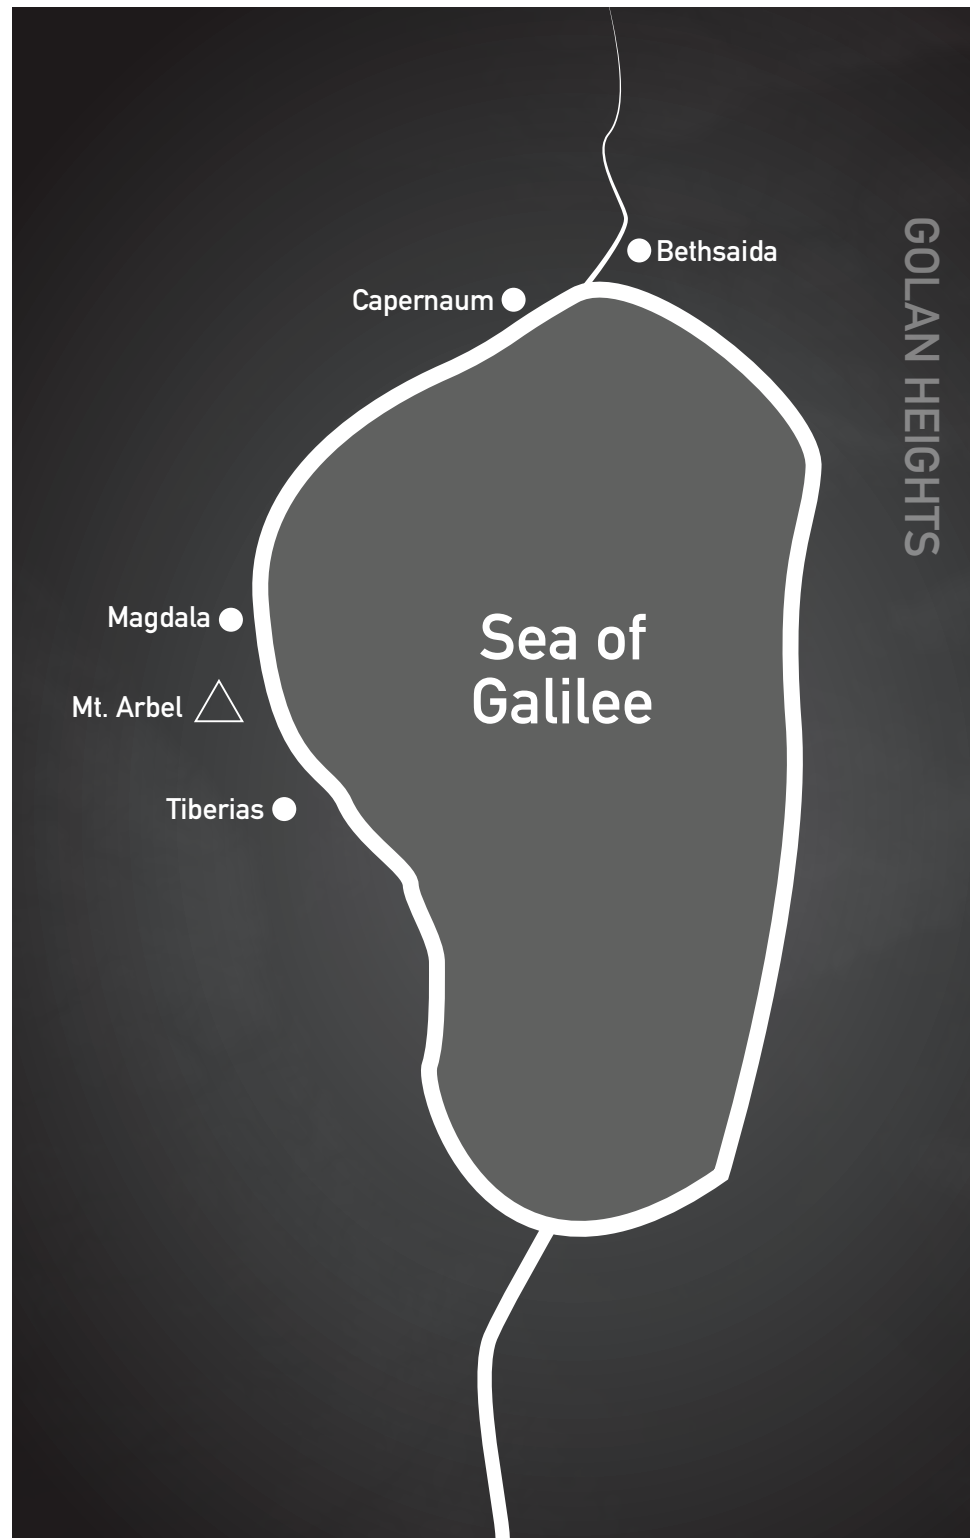 Bethsaida
Capernaum
GOLAN HEIGHTS
Magdala
Sea of
Galilee
Mt. Arbel
Tiberias